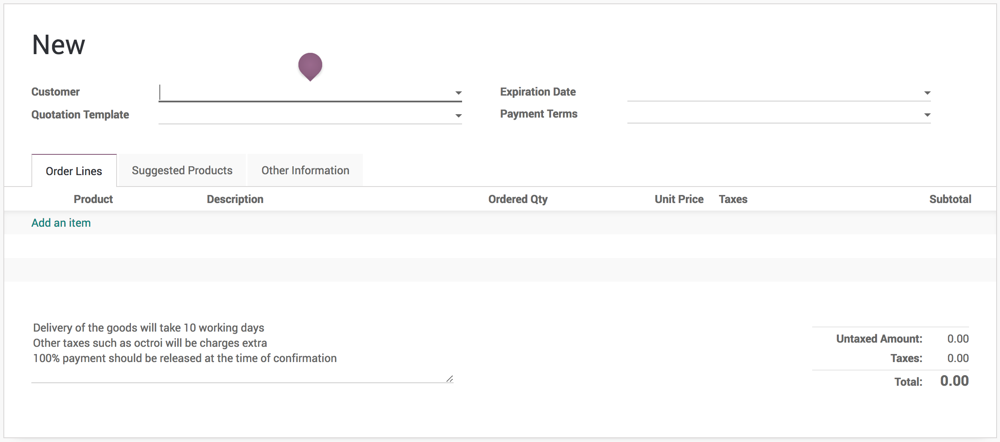 New
Customer
Expiration Date
Quotation Template
Payment Terms
Order Lines Suggested Products Other Information
Product Description Ordered Qty Unit Price Taxes Subtotal
Add an item
Delivery of the goods will take 10 working days
Other taxes such as octroi will be charges extra
100% payment should be released at the time of confirmation
Untaxed Amount: 0.00
Taxes: 0.00
Total: 0.00